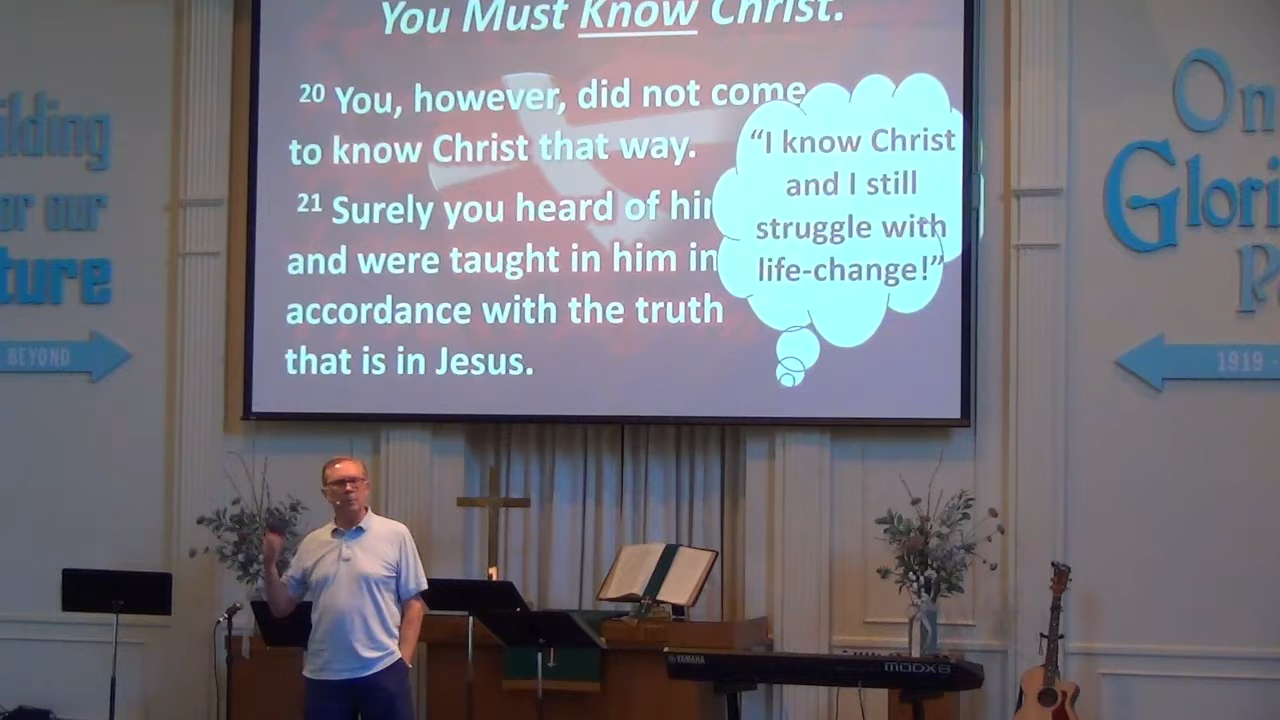 You Must Know Christ.
20 You, however, did not come
to know Christ that way.
21 Surely you heard of
and were taught in him in
accordance with the truth
that is in Jesus.
“I know Christ
and I still
struggle with
life-change!”
ilding
or our
ture
BEYOND
On
Glori
P
1919 -
YAMAHA
MODX8